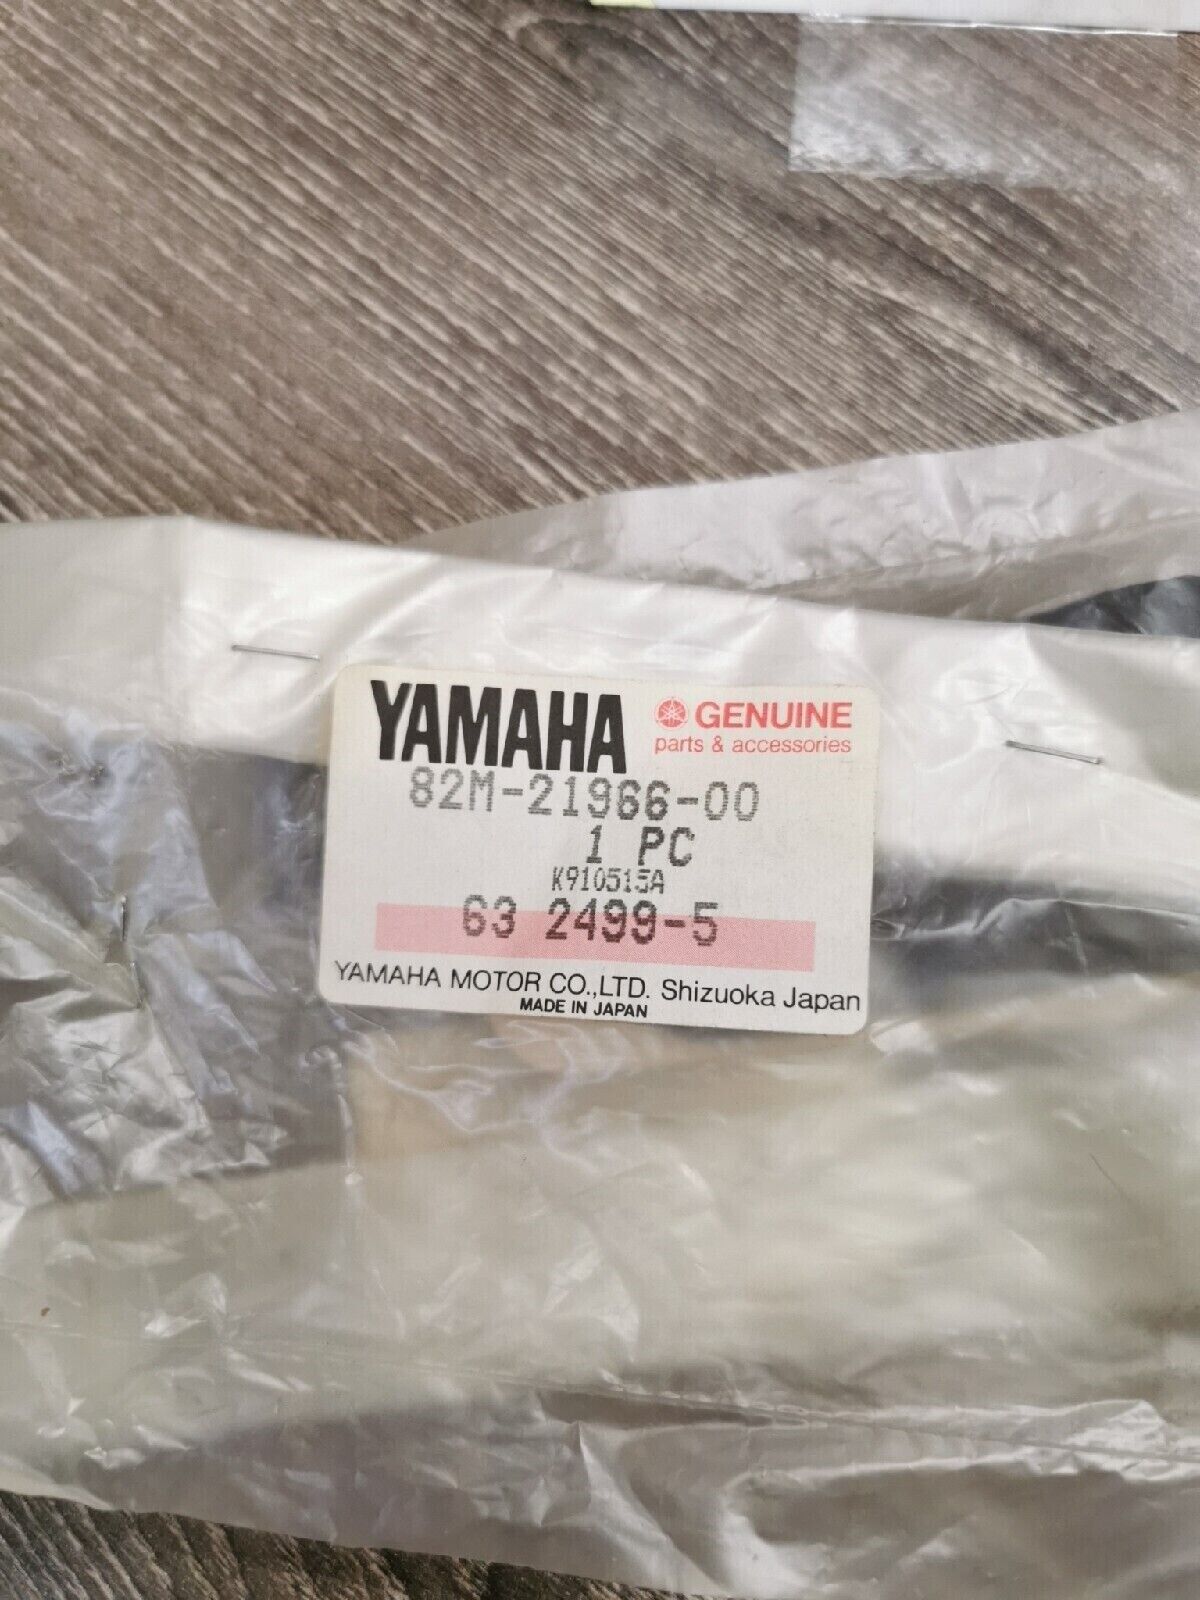 YAMAHA GENUINE
parts & accessories
82M-21966-00
1 PC
K910515A
63 2499-5
YAMAHA MOTOR CO.,LTD. Shizuoka Japan
MADE IN JAPAN